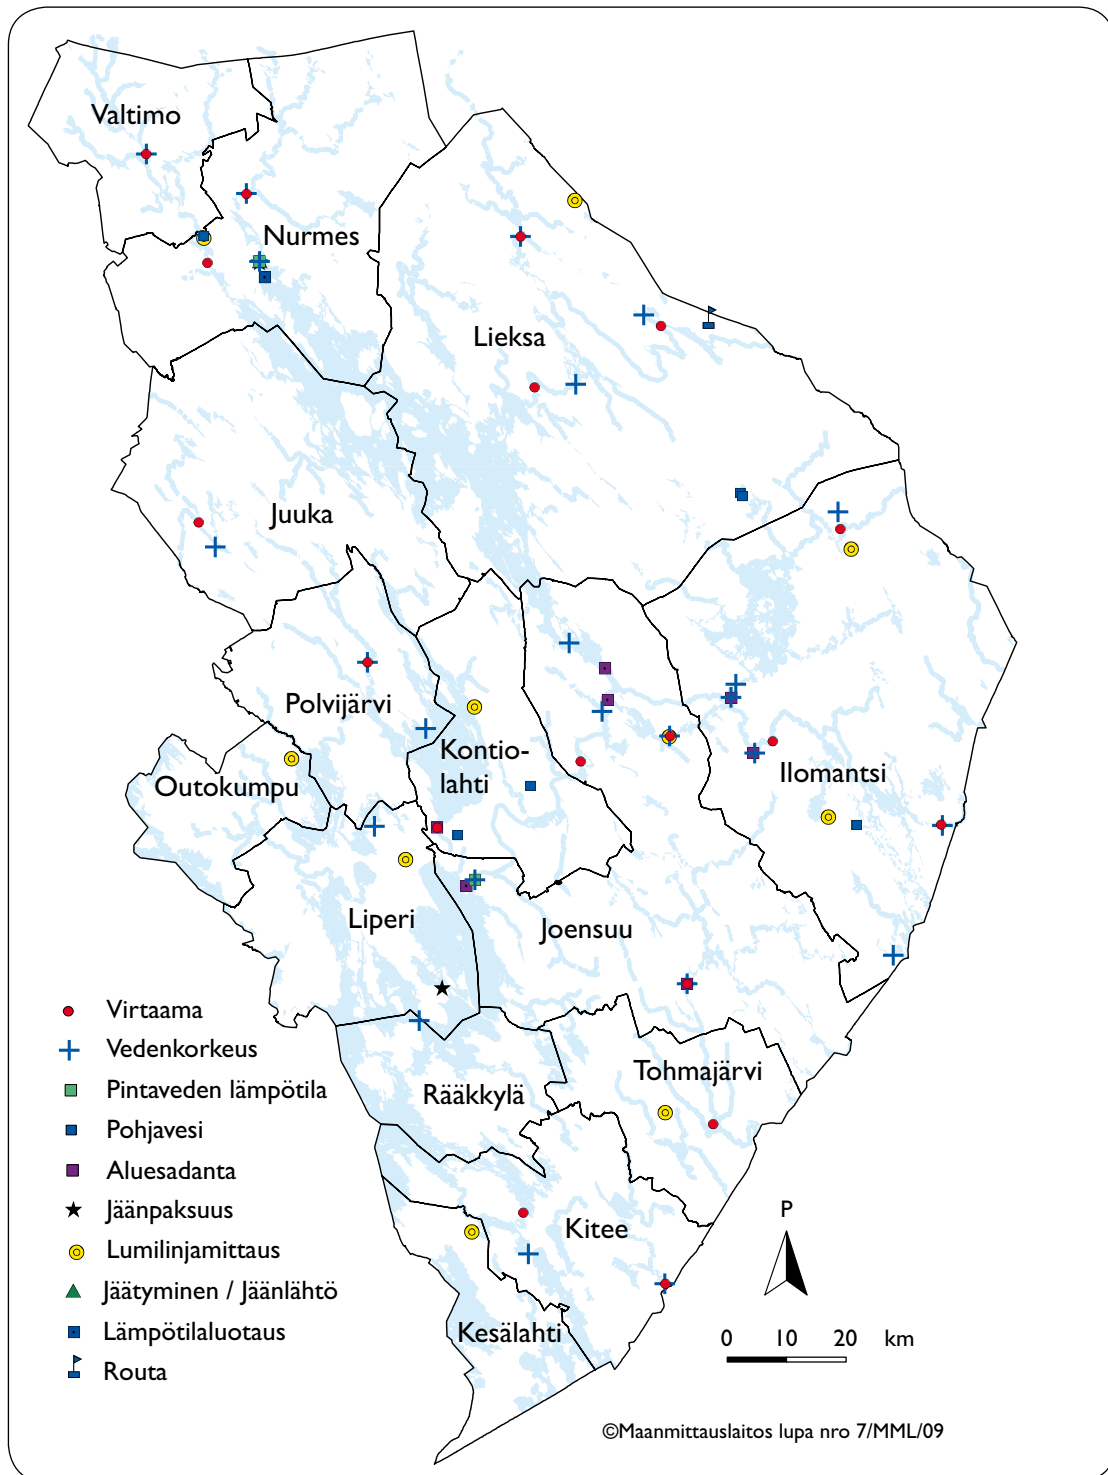 Valtimo
Nurmes
Lieksa
Juuka
Polvijärvi
Kontio-
lahti
Outokumpu
Ilomantsi
Liperi
Joensuu
Virtaama
Vedenkorkeus
Pintaveden lämpötila
Pohjavesi
Aluesadanta
Jäänpaksuus
Lumilinjamittaus
Jäätyminen / Jäänlähtö
Lämpötilaluotaus
Routa
Tohmajärvi
Rääkkylä
Kitee
Kesälahti
P
0 10 20 km
©Maanmittauslaitos lupa nro 7/MML/09